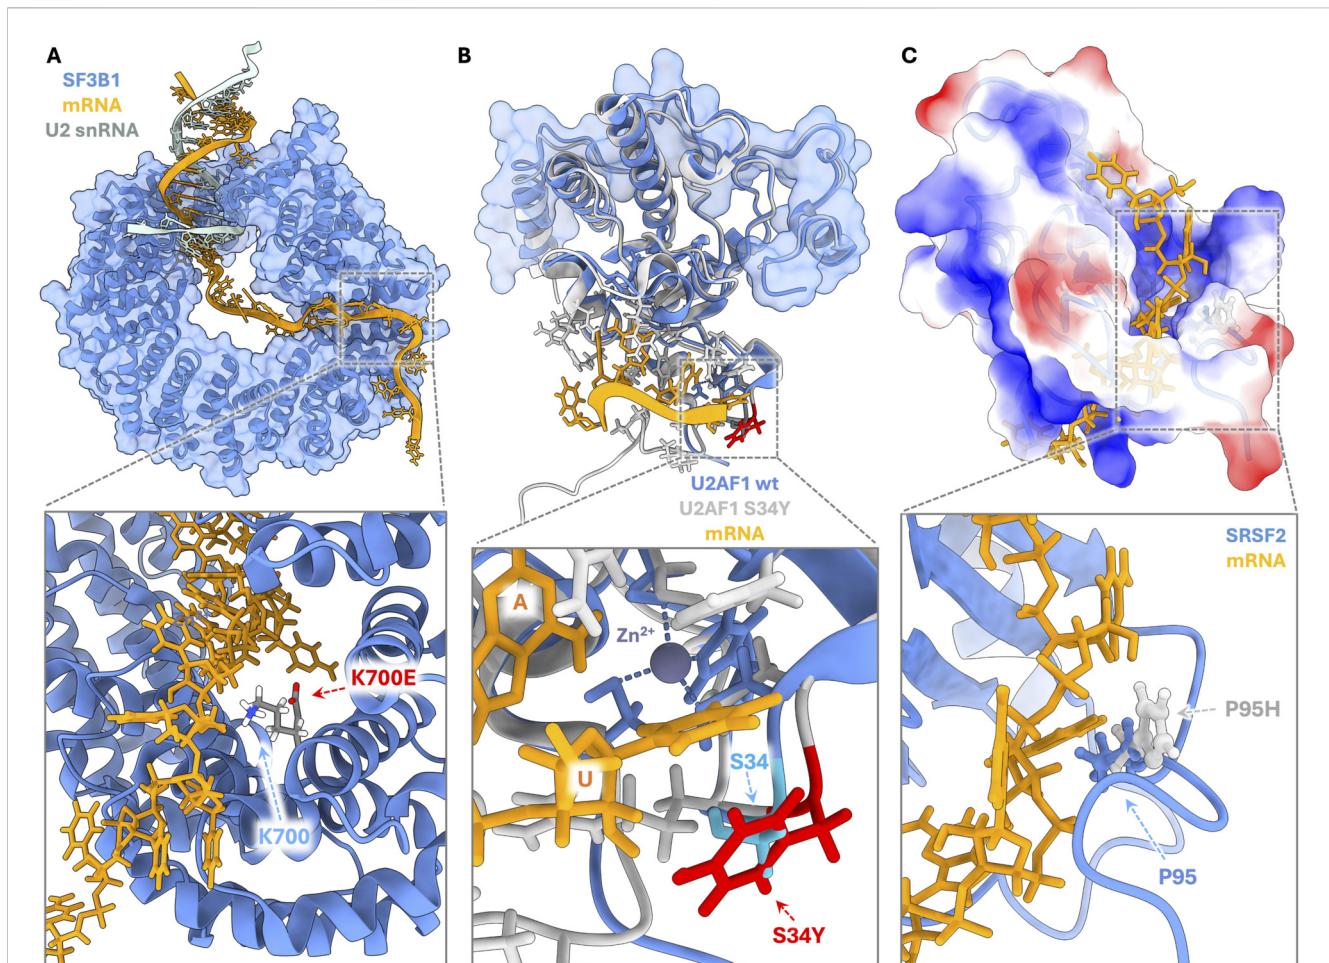 A
SF3B1
mRNA
U2 snRNA
B
C
U2AF1 wt
U2AF1 S34Y
mRNA
K700E
K700
A
Zn²⁺
U
S34
S34Y
SRSF2
mRNA
P95H
P95